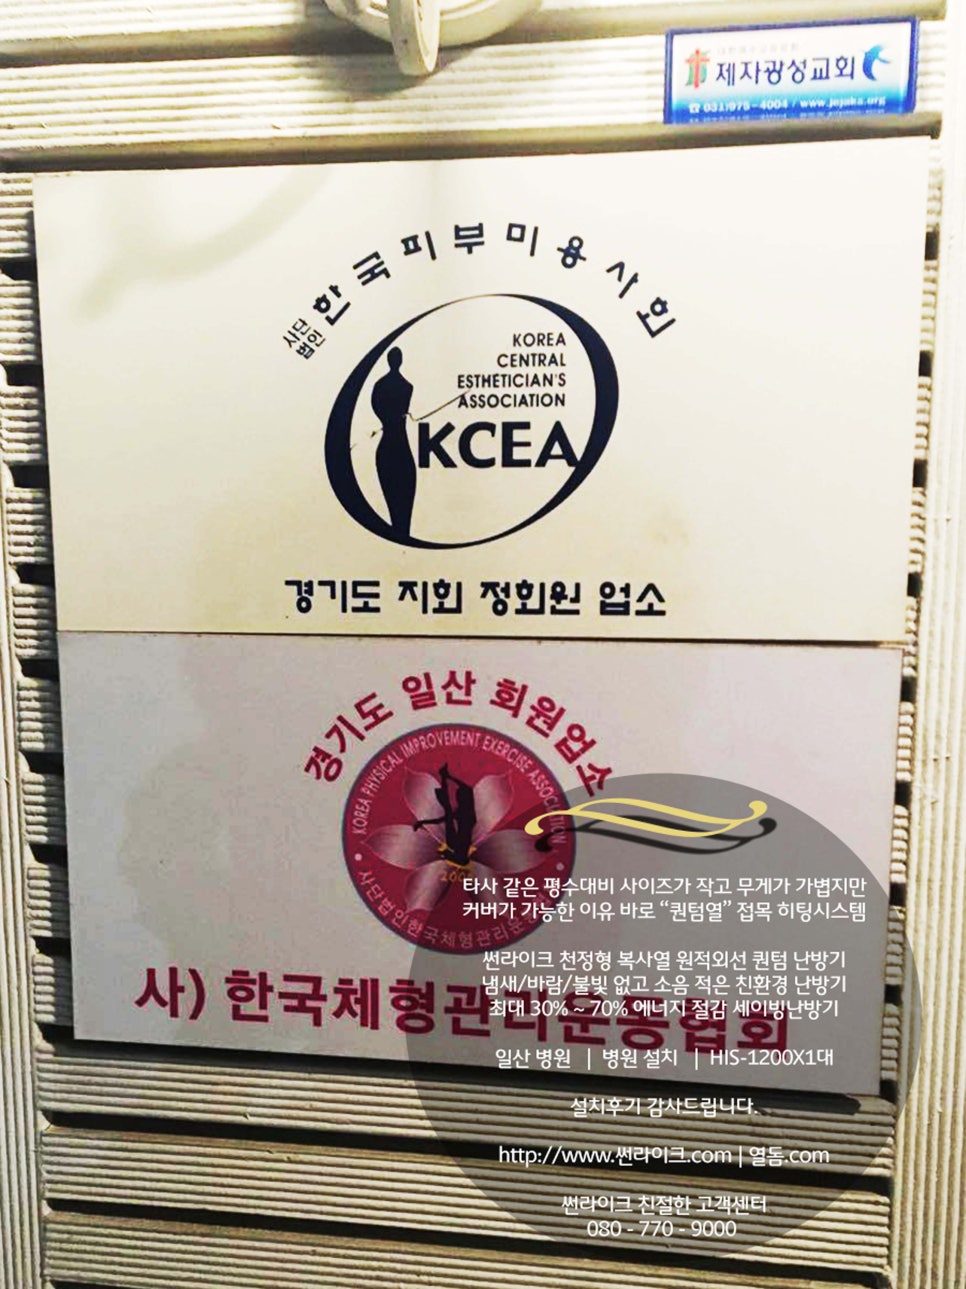 제자광성교회
☎ 031)975-4004 / www.jejaka.org
사단법인 한국피부미용사회
KOREA
CENTRAL
ESTHETICIAN'S
ASSOCIATION
KCEA
경기도 지회 정회원 업소
경기도 일산 회원업소
KOREA PHYSICAL IMPROVEMENT EXERCISE ASSOCIATION
사단법인한국체형관리운동
사) 한국체형관리운동협회
타사 같은 평수대비 사이즈가 작고 무게가 가볍지만
커버가 가능한 이유 바로 “퀀텀열” 접목 히팅시스템
썬라이크 천정형 복사열 원적외선 퀀텀 난방기
냄새/바람/불빛 없고 소음 적은 친환경 난방기
최대 30% ~ 70% 에너지 절감 세이빙난방기
일산 병원 | 병원 설치 | HIS-1200X1대
설치후기 감사드립니다.
http://www.썬라이크.com | 열돔.com
썬라이크 친절한 고객센터
080 - 770 - 9000